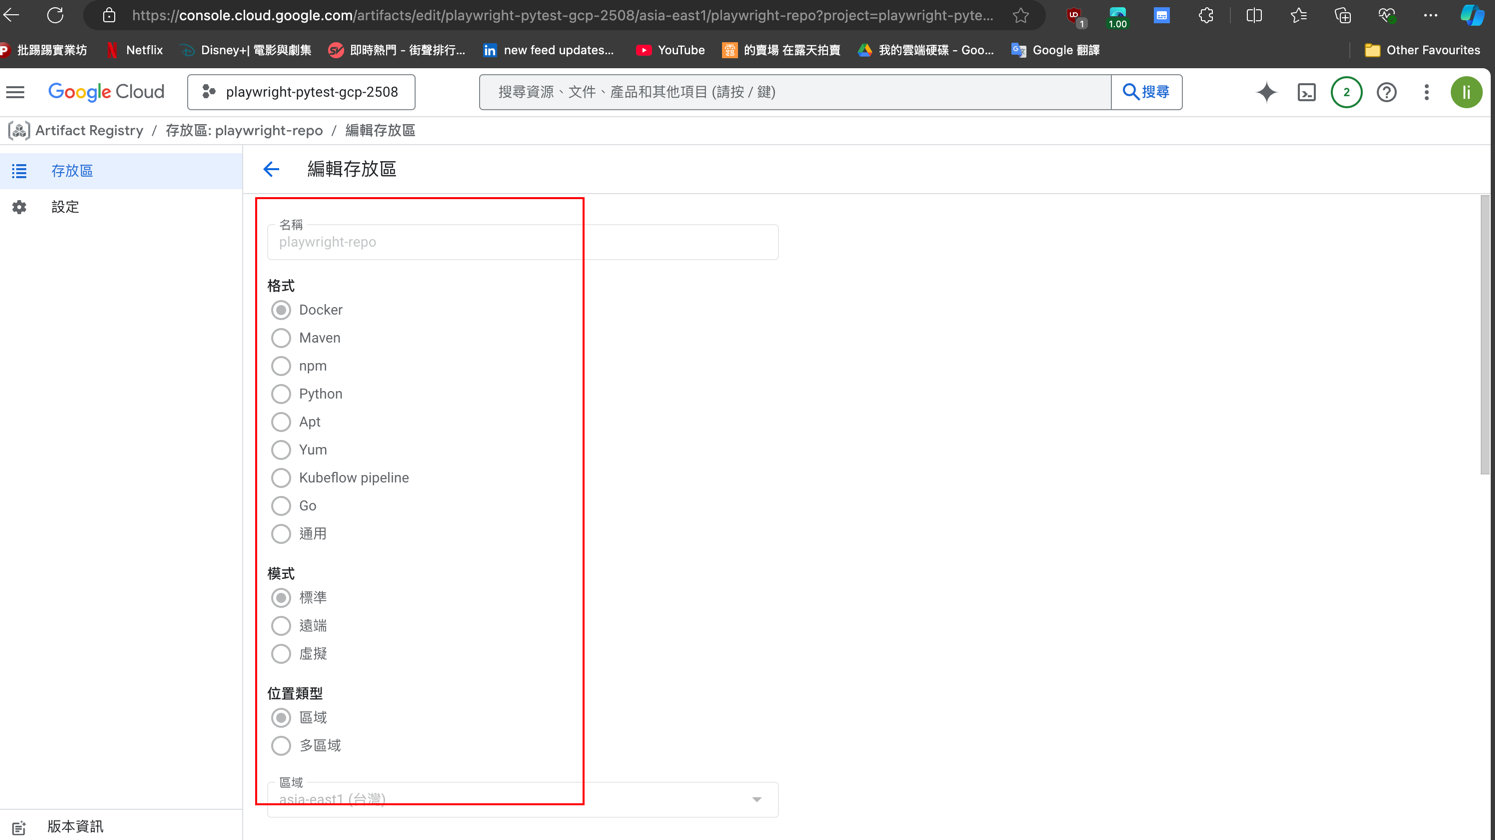 https://console.cloud.google.com/artifacts/edit/playwright-pytest-gcp-2508/asia-east1/playwright-repo?project=playwright-pyte...
1
1.00
批踢踢實業坊
Netflix
Disney+| 電影與劇集
即時熱門 - 街聲排行...
new feed updates...
YouTube
的賣場 在露天拍賣
我的雲端硬碟 - Goo...
Google 翻譯
Other Favourites
Google Cloud
playwright-pytest-gcp-2508
搜尋資源、文件、產品和其他項目 (請按 / 鍵)
搜尋
2
li
Artifact Registry / 存放區: playwright-repo / 編輯存放區
存放區
設定
編輯存放區
名稱
playwright-repo
格式
Docker
Maven
npm
Python
Apt
Yum
Kubeflow pipeline
Go
通用
模式
標準
遠端
虛擬
位置類型
區域
多區域
區域
asia-east1 (台灣)
版本資訊